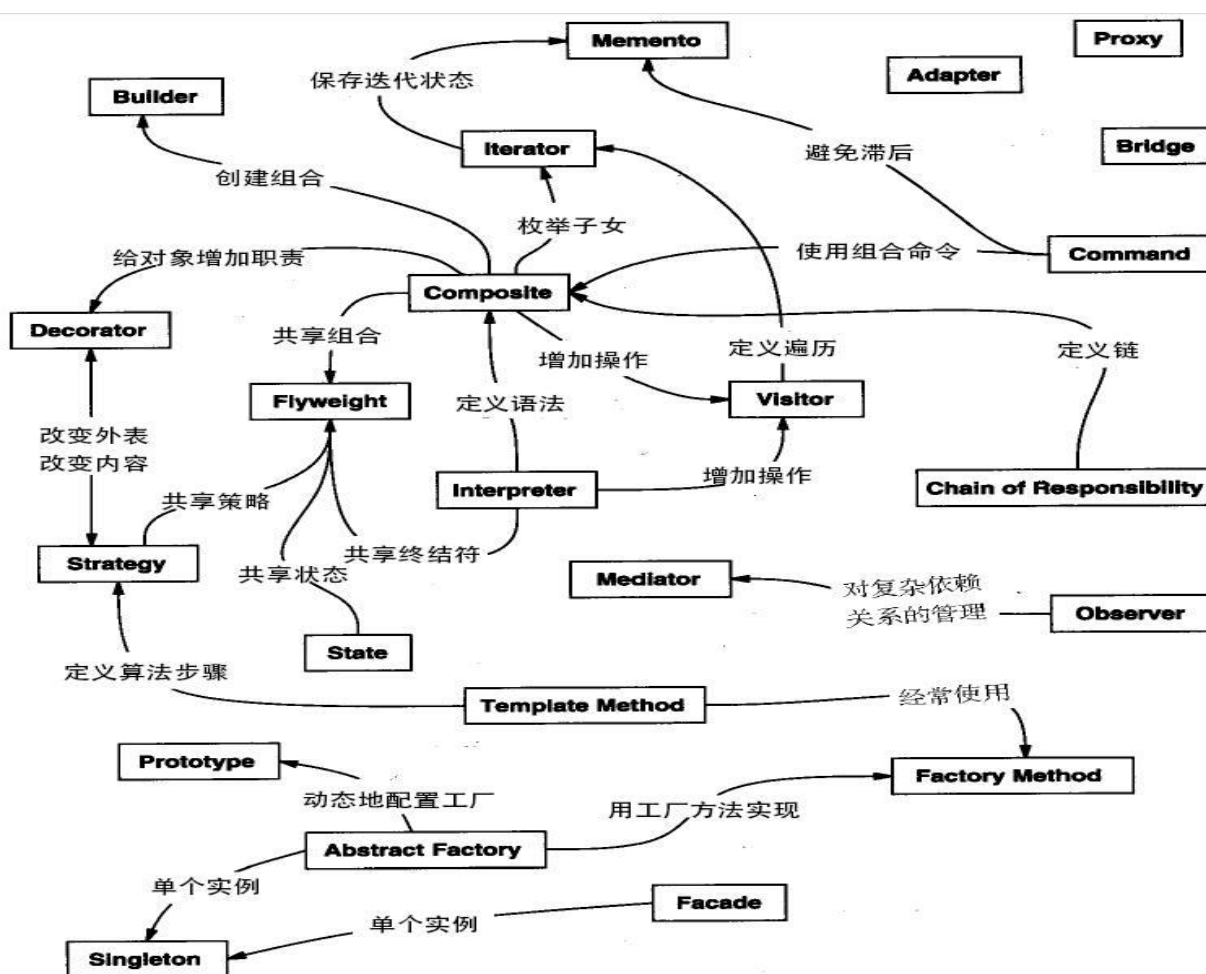 Memento
Proxy
Adapter
保存迭代状态
Builder
Iterator
避免滞后
Bridge
创建组合
枚举子女
给对象增加职责
使用组合命令
Command
Composite
Decorator
共享组合
增加操作
定义遍历
定义链
Flyweight
定义语法
Visitor
改变外表
改变内容
增加操作
Interpreter
Chain of Responsibility
共享策略
共享终结符
Strategy
共享状态
Mediator
对复杂依赖
关系的管理
Observer
State
定义算法步骤
Template Method
经常使用
Prototype
Factory Method
动态地配置工厂
用工厂方法实现
Abstract Factory
单个实例
Facade
单个实例
Singleton